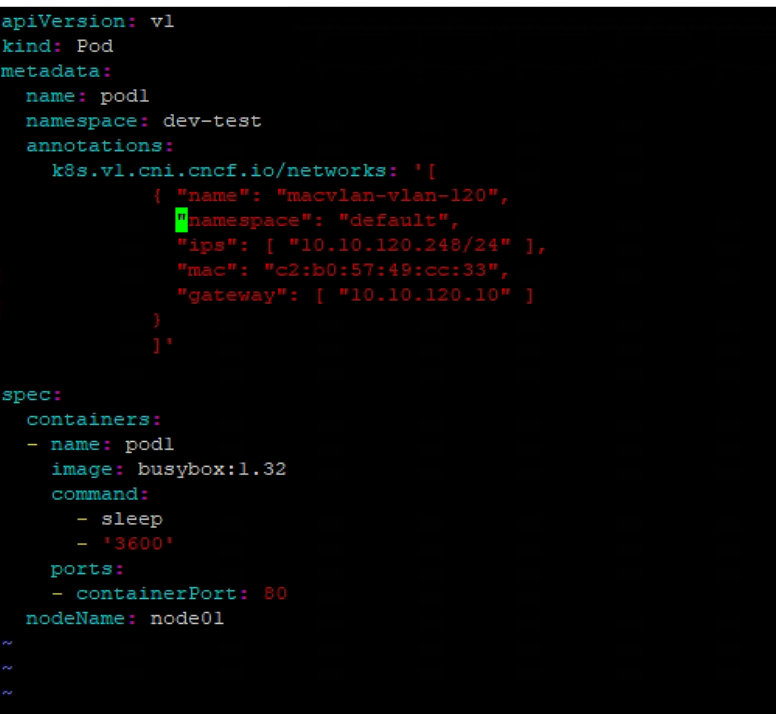 apiVersion: v1
kind: Pod
metadata:
  name: pod1
  namespace: dev-test
  annotations:
    k8s.v1.cni.cncf.io/networks: '[
            { "name": "macvlan-vlan-120",
              "namespace": "default",
              "ips": [ "10.10.120.248/24" ],
              "mac": "c2:b0:57:49:cc:33",
              "gateway": [ "10.10.120.10" ]
            }
            ]'

spec:
  containers:
  - name: pod1
    image: busybox:1.32
    command:
      - sleep
      - '3600'
    ports:
    - containerPort: 80
  nodeName: node01
~
~
~